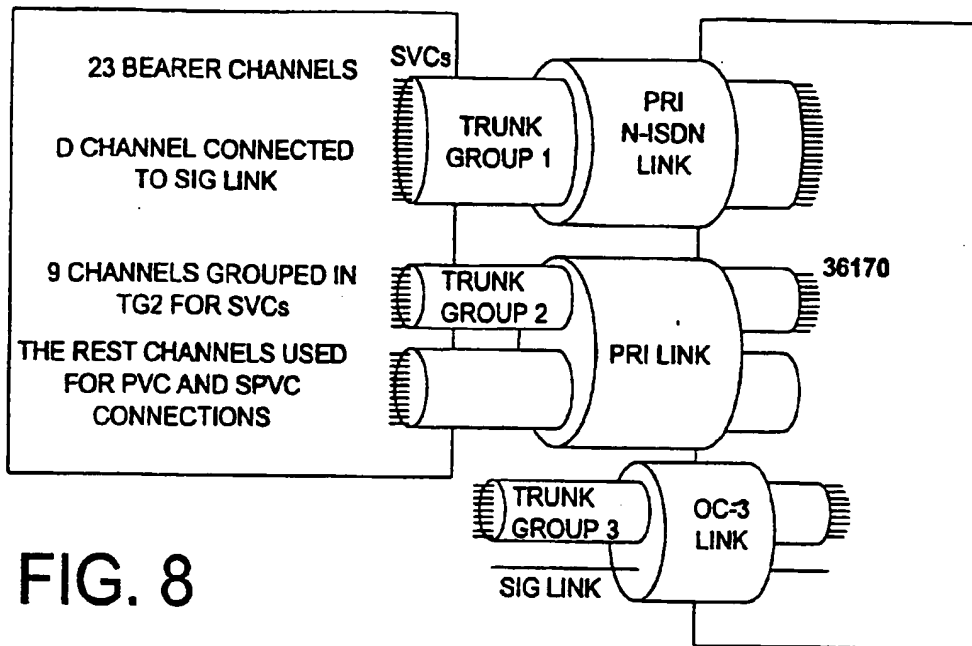 23 BEARER CHANNELS
SVCs
D CHANNEL CONNECTED
TO SIG LINK
TRUNK
GROUP 1
PRI
N-ISDN
LINK
9 CHANNELS GROUPED IN
TG2 FOR SVCs
TRUNK
GROUP 2
36170
THE REST CHANNELS USED
FOR PVC AND SPVC
CONNECTIONS
PRI LINK
TRUNK
GROUP 3
OC-3
LINK
SIG LINK
FIG. 8